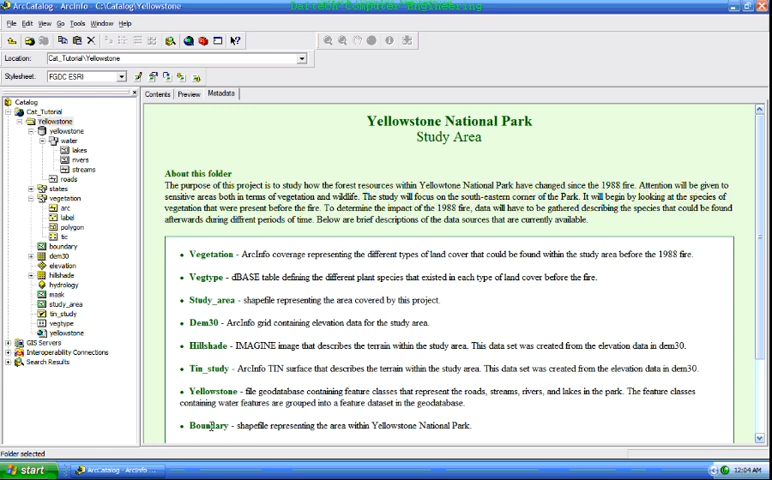 ArcCatalog - ArcInfo - C:\Catalog\Yellowstone
Dartech Computer Engineering
File Edit View Go Tools Window Help
Location: Cat_Tutorial\Yellowstone
Stylesheet: FGDC ESRI
Contents Preview Metadata
Catalog
Cat_Tutorial
Yellowstone
yellowstone
water
lakes
rivers
streams
roads
states
vegetation
arc
label
polygon
tic
boundary
dem30
elevation
hillshade
hydrology
mask
study_area
tin_study
vegtype
yellowstone
GIS Servers
Interoperability Connections
Search Results
Yellowstone National Park
Study Area
About this folder
The purpose of this project is to study how the forest resources within Yellowtone National Park have changed since the 1988 fire. Attention will be given to
sensitive areas both in terms of vegetation and wildlife. The study will focus on the south-eastern corner of the Park. It will begin by looking at the species of
vegetation that were present before the fire. To determine the impact of the 1988 fire, data will have to be gathered describing the species that could be found
afterwards during diffrent periods of time. Below are brief descriptions of the data sources that are currently available.
• Vegetation - ArcInfo coverage representing the different types of land cover that could be found within the study area before the 1988 fire.
• Vegtype - dBASE table defining the different plant species that existed in each type of land cover before the fire.
• Study_area - shapefile representing the area covered by this project.
• Dem30 - ArcInfo grid containing elevation data for the study area.
• Hillshade - IMAGINE image that describes the terrain within the study area. This data set was created from the elevation data in dem30.
• Tin_study - ArcInfo TIN surface that describes the terrain within the study area. This data set was created from the elevation data in dem30.
• Yellowstone - file geodatabase containing feature classes that represent the roads, streams, rivers, and lakes in the park. The feature classes
containing water features are grouped into a feature dataset in the geodatabase.
• Boundary - shapefile representing the area within Yellowstone National Park.
Folder selected
start
ArcCatalog - ArcInfo ...
12:04 AM